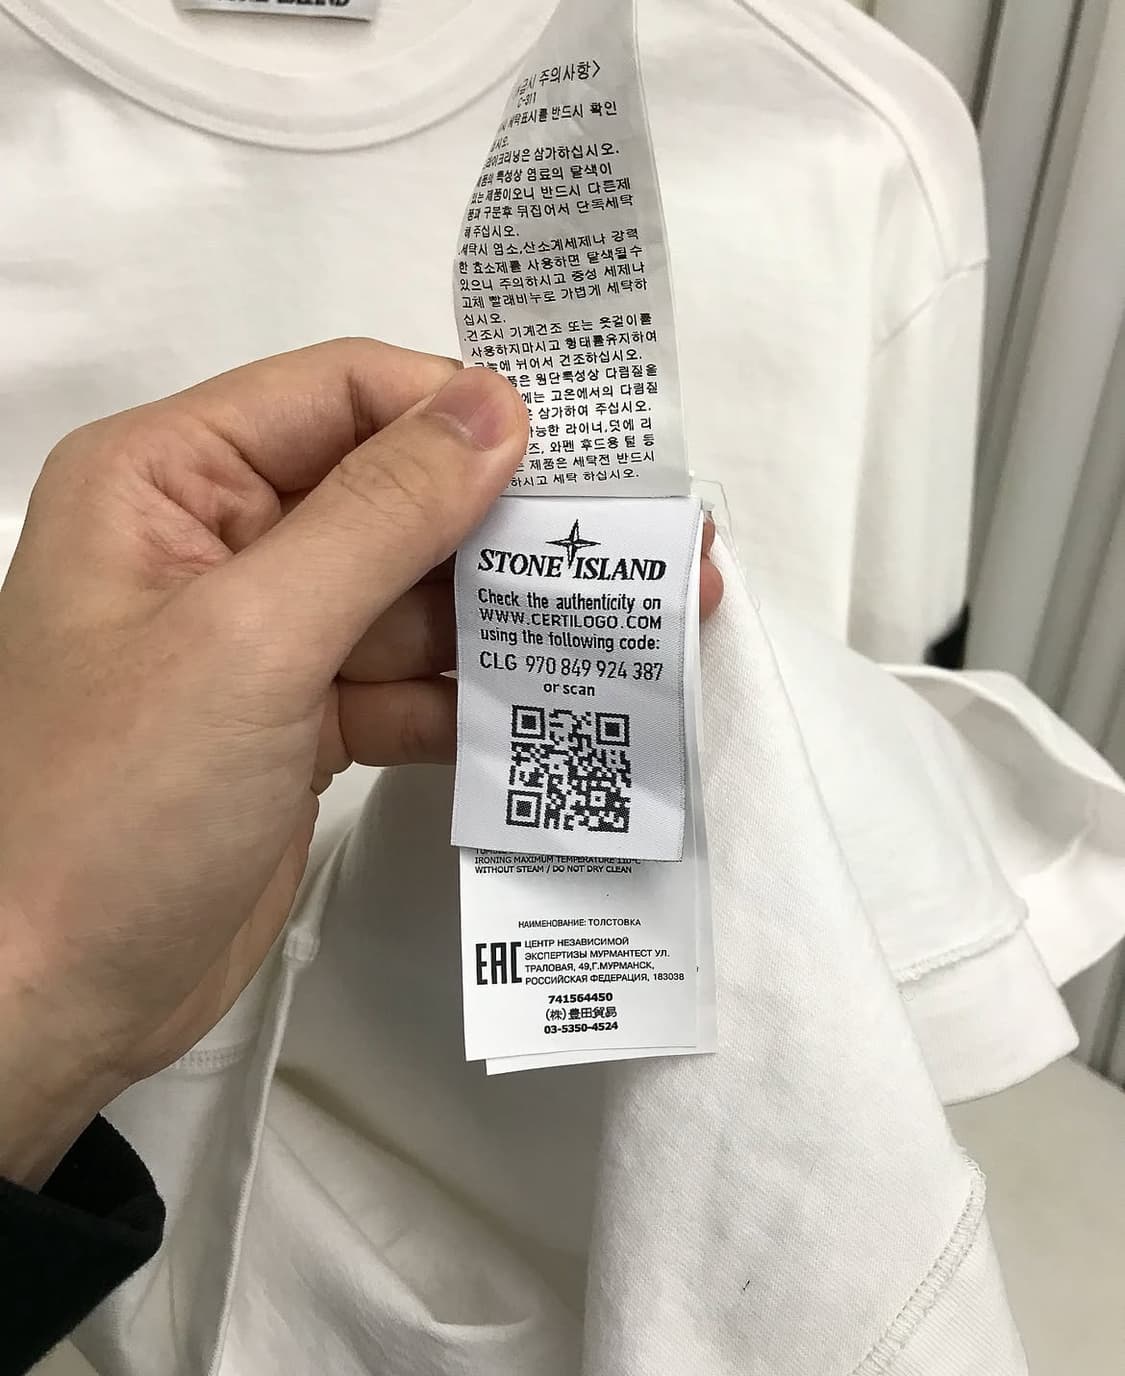 주의사항>
C-311
세탁표시를 반드시 확인
십시오.
드라이크리닝은 삼가하십시오.
제품의 특성상 염료의 탈색이
있는 제품이오니 반드시 다른제
품과 구분후 뒤집어서 단독세탁
해 주십시오.
.세탁시 염소,산소계세제나 강력
한 효소제를 사용하면 탈색될수
있으니 주의하시고 중성 세제나
고체 빨래비누로 가볍게 세탁하
십시오.
.건조시 기계건조 또는 옷걸이를
사용하지마시고 형태를유지하여
뉘어서 건조하십시오.
원단특성상 다림질을
에는 고온에서의 다림질
삼가하여 주십시오.
가능한 라이너,덧에 리
즈, 와펜 후드용 털 등
제품은 세탁전 반드시
하시고 세탁 하십시오.
STONE ISLAND
Check the authenticity on
WWW.CERTILOGO.COM
using the following code:
CLG 970 849 924 387
or scan
IRONING MAXIMUM TEMPERATURE 110°C
WITHOUT STEAM / DO NOT DRY CLEAN
НАИМЕНОВАНИЕ: ТОЛСТОВКА
EAC ЦЕНТР НЕЗАВИСИМОЙ
ЭКСПЕРТИЗЫ МУРМАНТЕСТ УЛ.
ТРАЛОВАЯ, 49,Г.МУРМАНСК,
РОССИЙСКАЯ ФЕДЕРАЦИЯ, 183038
741564450
(株)豊田貿易
03-5350-4524